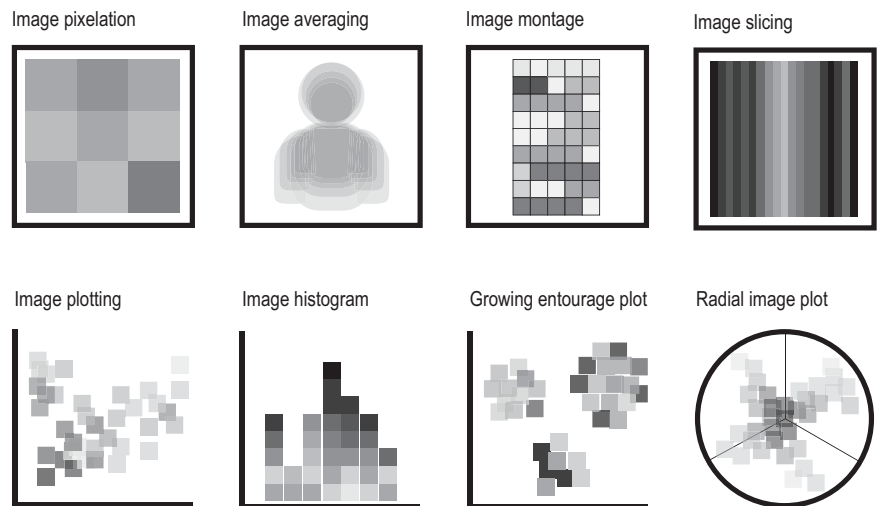 Image pixelation
Image averaging
Image montage
Image slicing
Image plotting
Image histogram
Growing entourage plot
Radial image plot